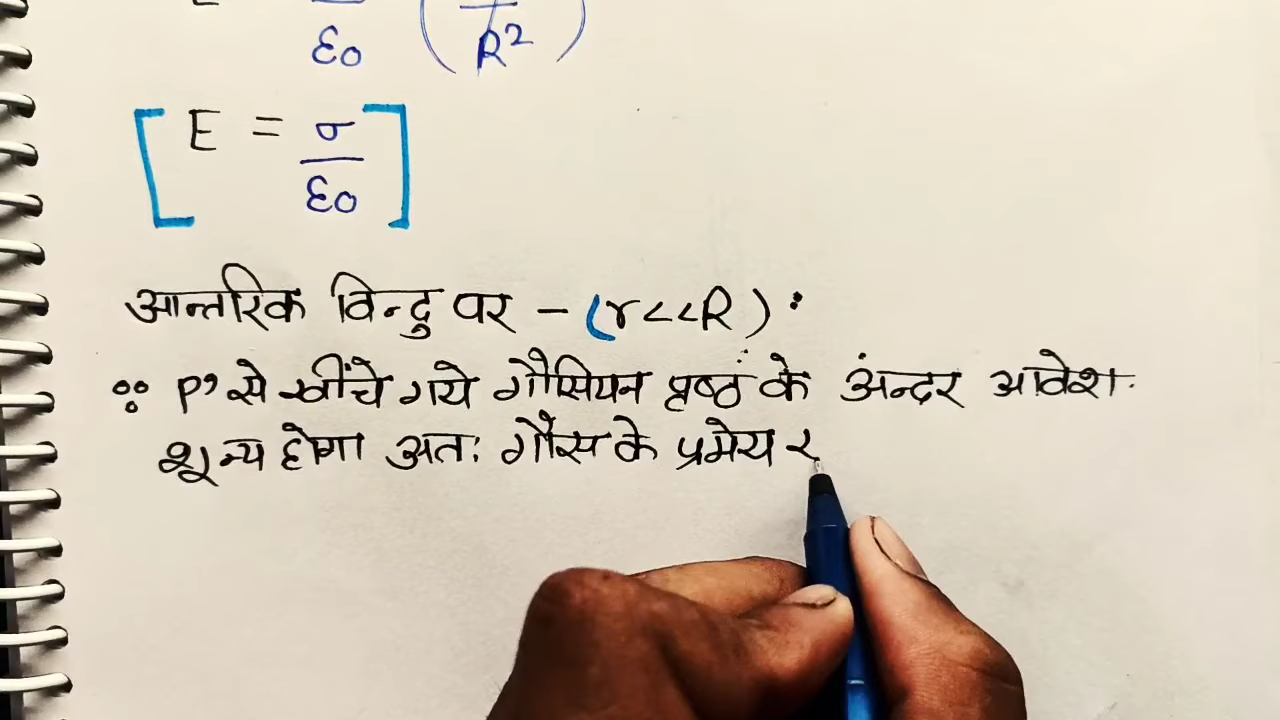 ε0 ( R² )
[ E = σ/ε0 ]
आन्तरिक विन्दु पर - (r<<R) :
∵ P' से खींचे गये गौसियन पृष्ठ के अन्दर आवेश
शून्य होगा अतः गौस के प्रमेय